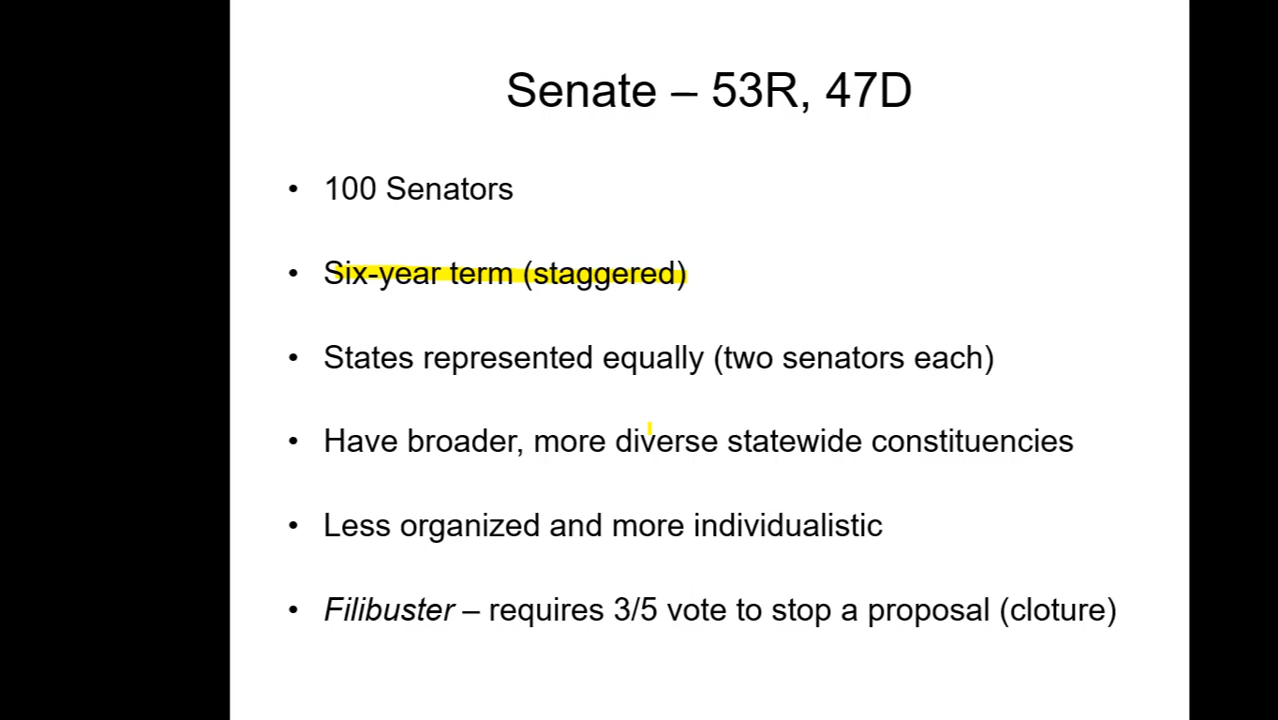 Senate – 53R, 47D
• 100 Senators
• Six-year term (staggered)
• States represented equally (two senators each)
• Have broader, more diverse statewide constituencies
• Less organized and more individualistic
• Filibuster – requires 3/5 vote to stop a proposal (cloture)